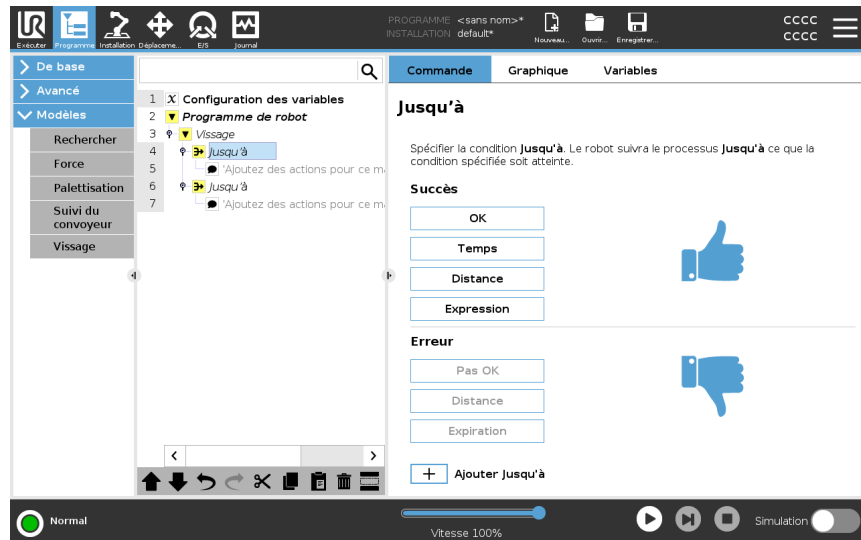 PROGRAMME <sans nom>*
INSTALLATION default*
CCCC
CCCC
Exécuter Programme Installation Déplaceme... E/S Journal
Nouveau... Ouvrir... Enregistrer...
De base
Avancé
Modèles
Rechercher
Force
Palettisation
Suivi du
convoyeur
Vissage
1 X Configuration des variables
2 Programme de robot
3 Vissage
4 Jusqu'à
5 'Ajoutez des actions pour ce m
6 Jusqu'à
7 'Ajoutez des actions pour ce m
Commande Graphique Variables
Jusqu'à
Spécifier la condition Jusqu'à. Le robot suivra le processus Jusqu'à ce que la
condition spécifiée soit atteinte.
Succès
OK
Temps
Distance
Expression
Erreur
Pas OK
Distance
Expiration
+ Ajouter Jusqu'à
Normal
Vitesse 100%
Simulation